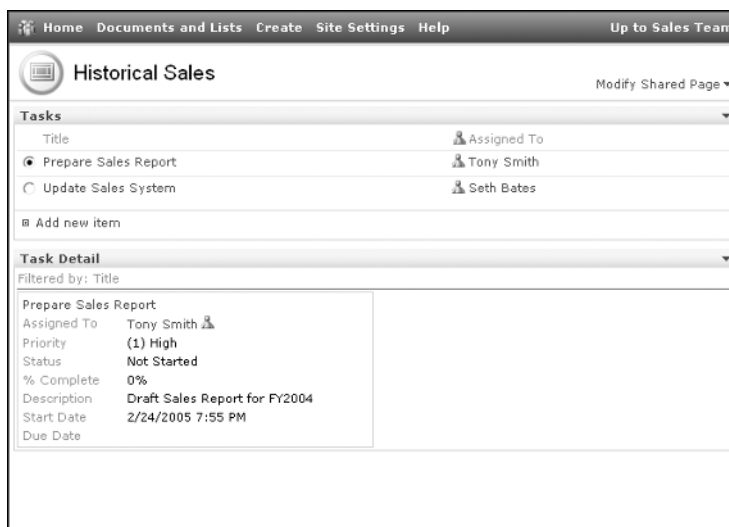 Home Documents and Lists Create Site Settings Help Up to Sales Team
Historical Sales
Modify Shared Page
Tasks
Title Assigned To
Prepare Sales Report Tony Smith
Update Sales System Seth Bates
Add new item
Task Detail
Filtered by: Title
Prepare Sales Report
Assigned To Tony Smith
Priority (1) High
Status Not Started
% Complete 0%
Description Draft Sales Report for FY2004
Start Date 2/24/2005 7:55 PM
Due Date